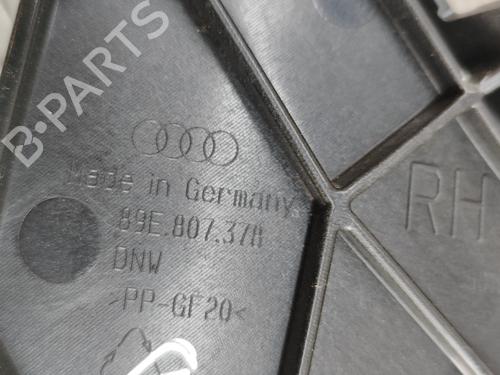 B-PARTS
Made in Germany
89E.807.378
DNW
>PP-GF20<
RH